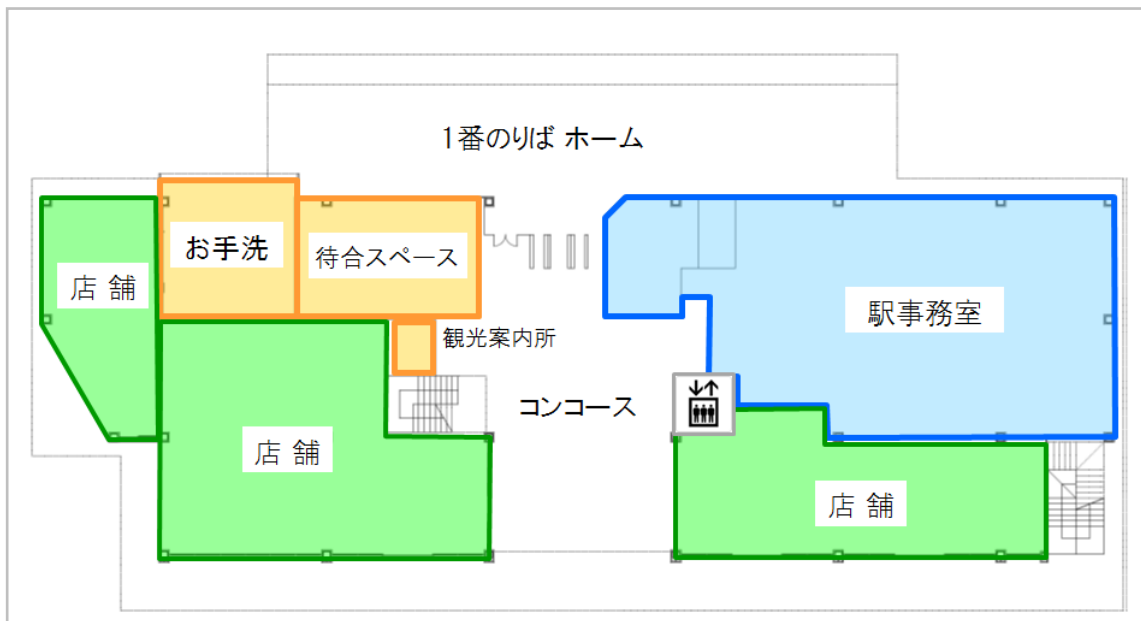 1番のりば ホーム
お手洗
待合スペース
店 舗
駅事務室
観光案内所
コンコース
店 舗
店 舗